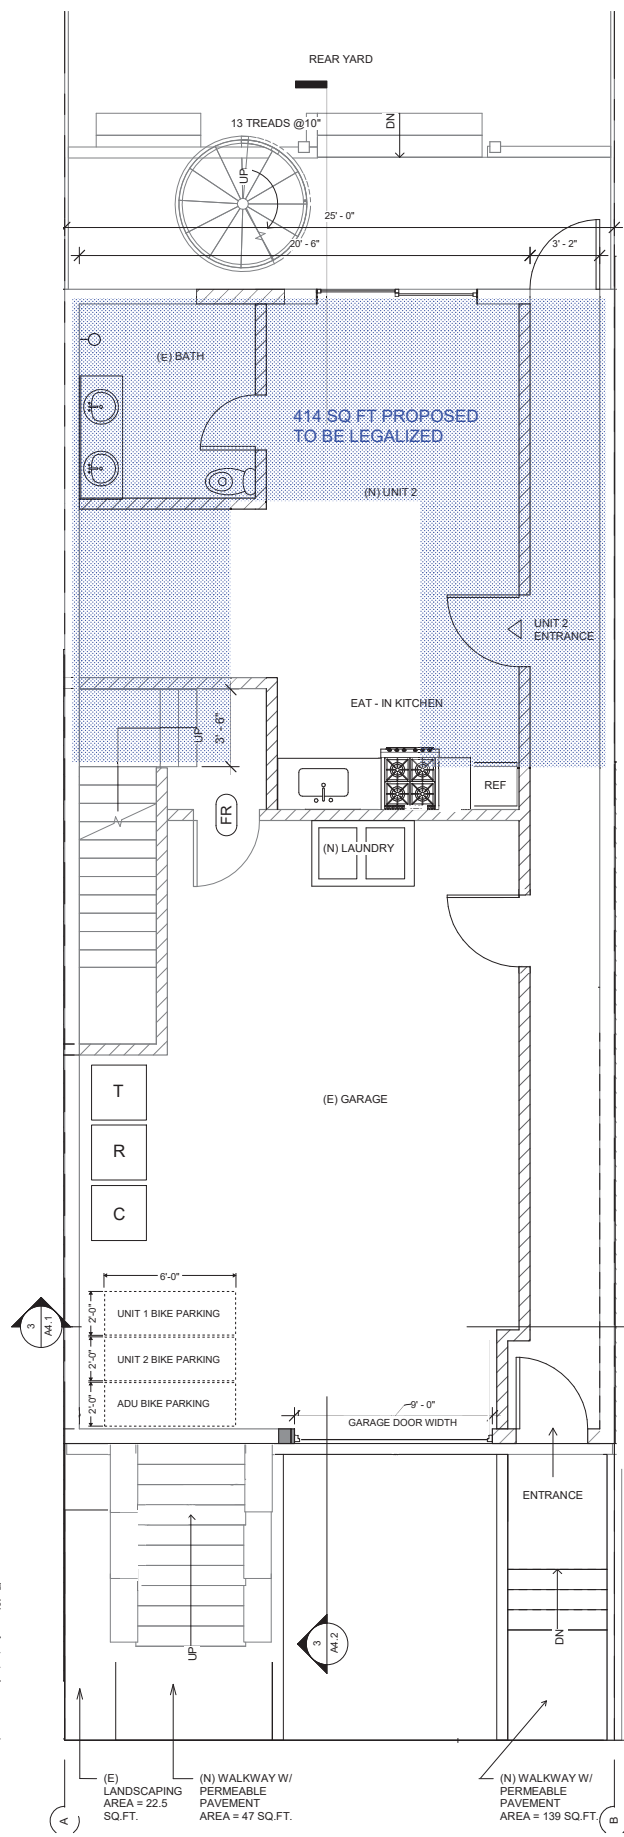 REAR YARD
13 TREADS @10"
DN
UP
25' - 0"
20' - 6"
3' - 2"
(E) BATH
414 SQ FT PROPOSED
TO BE LEGALIZED
(N) UNIT 2
UNIT 2
ENTRANCE
EAT - IN KITCHEN
UP
3' - 6"
REF
FR
(N) LAUNDRY
(E) GARAGE
T
R
C
6'-0"
2'-0"
UNIT 1 BIKE PARKING
3
A4.1
2'-0"
UNIT 2 BIKE PARKING
2'-0"
ADU BIKE PARKING
9' - 0"
GARAGE DOOR WIDTH
ENTRANCE
UP
3
A4.2
DN
(E)
LANDSCAPING
AREA = 22.5
SQ.FT.
(N) WALKWAY W/
PERMEABLE
PAVEMENT
AREA = 47 SQ.FT.
(N) WALKWAY W/
PERMEABLE
PAVEMENT
AREA = 139 SQ.FT.
A
B